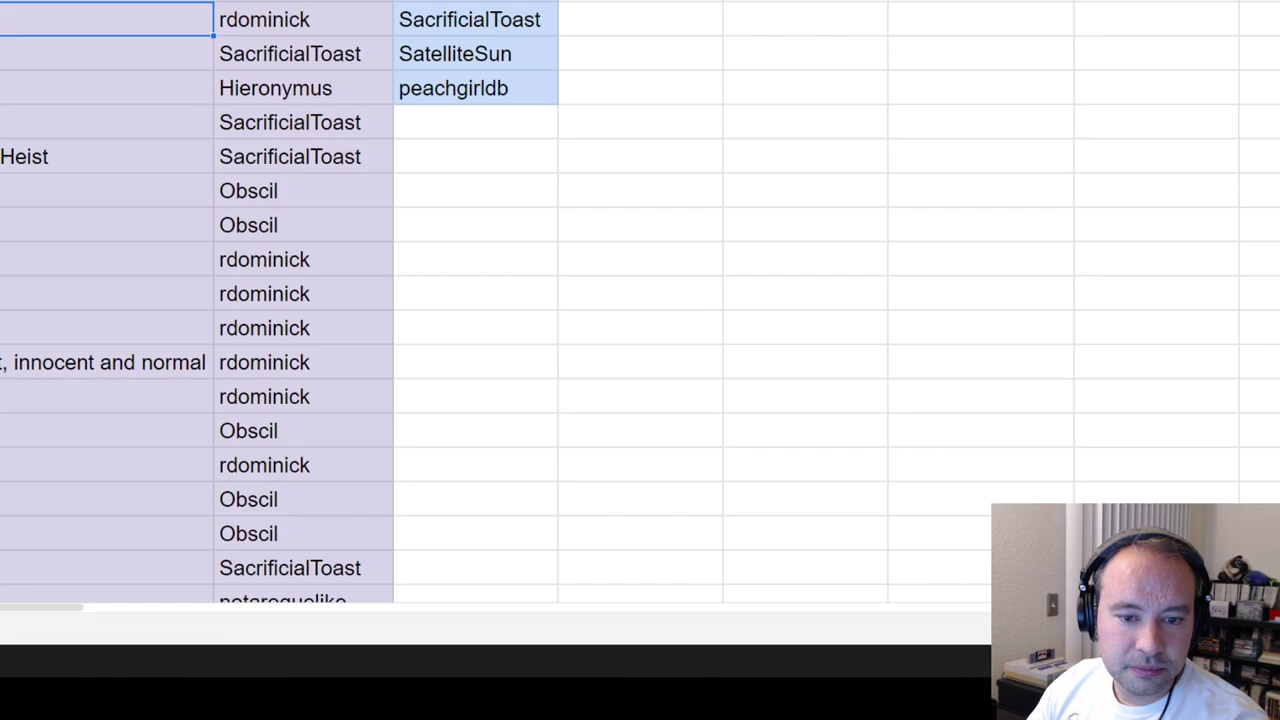 rdominick SacrificialToast
SacrificialToast SatelliteSun
Hieronymus peachgirldb
SacrificialToast
Heist SacrificialToast
Obscil
Obscil
rdominick
rdominick
rdominick
, innocent and normal rdominick
rdominick
Obscil
rdominick
Obscil
Obscil
SacrificialToast
notaroguelike